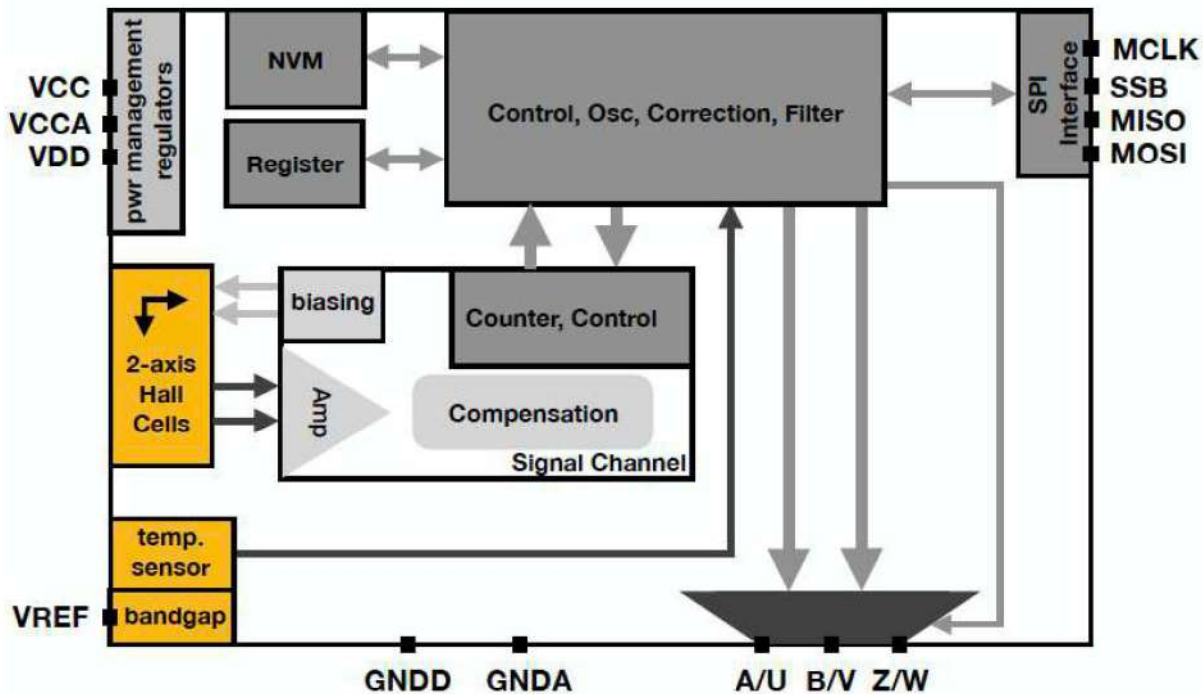 pwr management
regulators
NVM
Control, Osc, Correction, Filter
SPI
Interface
MCLK
VCC
SSB
VCCA
MISO
VDD
MOSI
Register
biasing
Counter, Control
2-axis
Hall
Cells
Amp
Compensation
Signal Channel
temp.
sensor
VREF
bandgap
GNDD
GNDA
A/U
B/V
Z/W